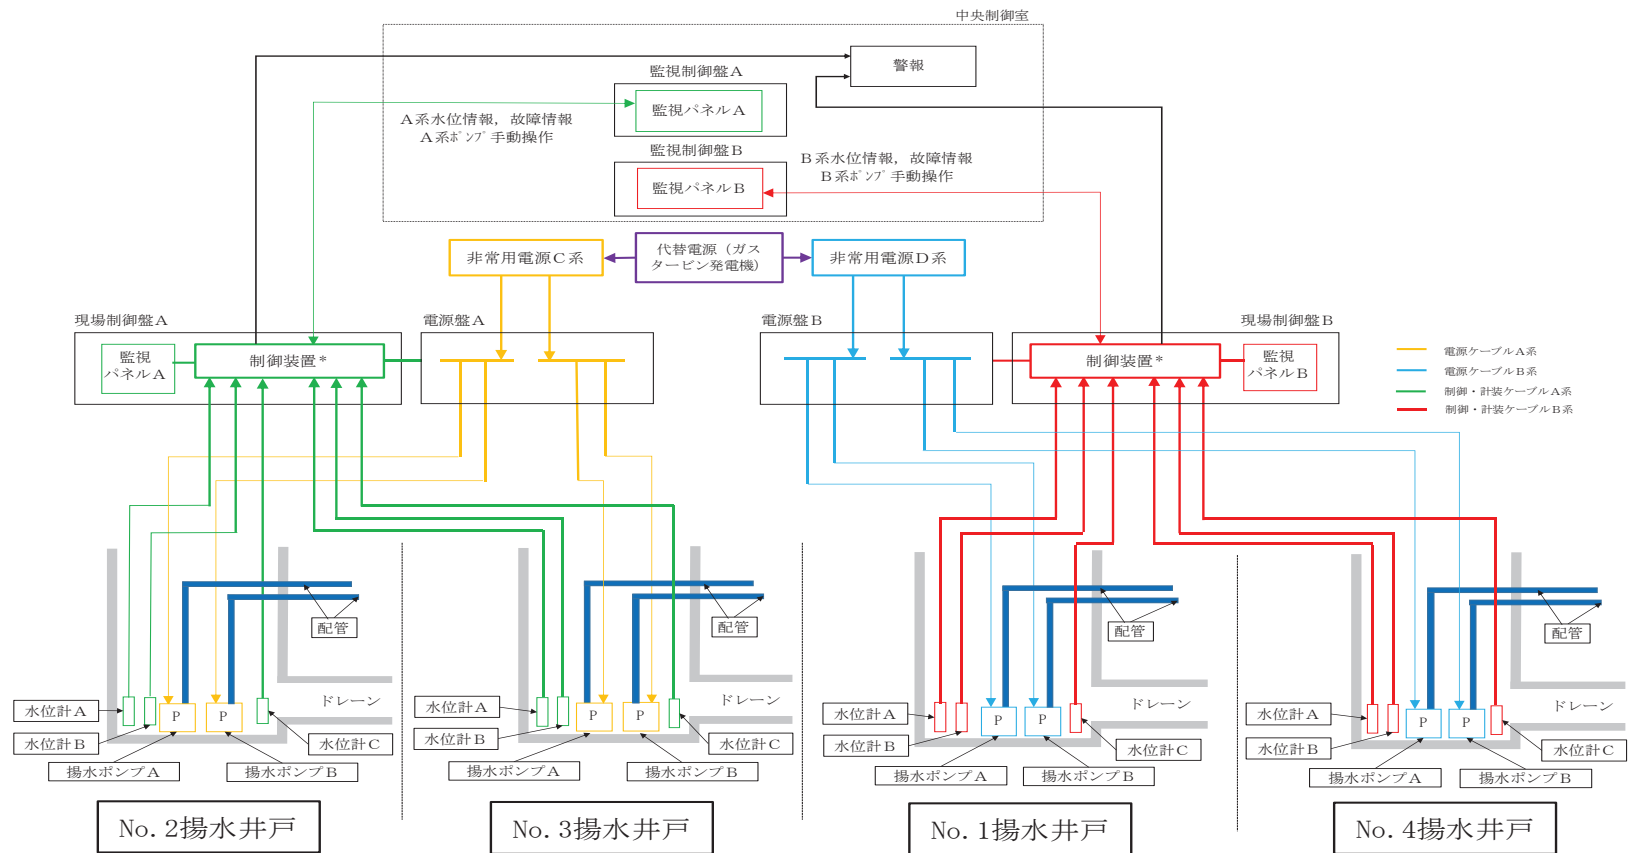 中央制御室
警報
監視制御盤A
監視パネルA
A系水位情報，故障情報
A系ﾎﾟﾝﾌﾟ手動操作
監視制御盤B
監視パネルB
B系水位情報，故障情報
B系ﾎﾟﾝﾌﾟ手動操作
非常用電源C系
代替電源（ガス
タービン発電機）
非常用電源D系
現場制御盤A
電源盤A
電源盤B
現場制御盤B
監視
パネルA
制御装置*
制御装置*
監視
パネルB
電源ケーブルA系
電源ケーブルB系
制御・計装ケーブルA系
制御・計装ケーブルB系
配管
ドレーン
水位計A
水位計B
水位計C
P
P
揚水ポンプA
揚水ポンプB
No.2揚水井戸
配管
ドレーン
水位計A
水位計B
水位計C
P
P
揚水ポンプA
揚水ポンプB
No.3揚水井戸
配管
ドレーン
水位計A
水位計B
水位計C
P
P
揚水ポンプA
揚水ポンプB
No.1揚水井戸
配管
ドレーン
水位計A
水位計B
水位計C
P
P
揚水ポンプA
揚水ポンプB
No.4揚水井戸